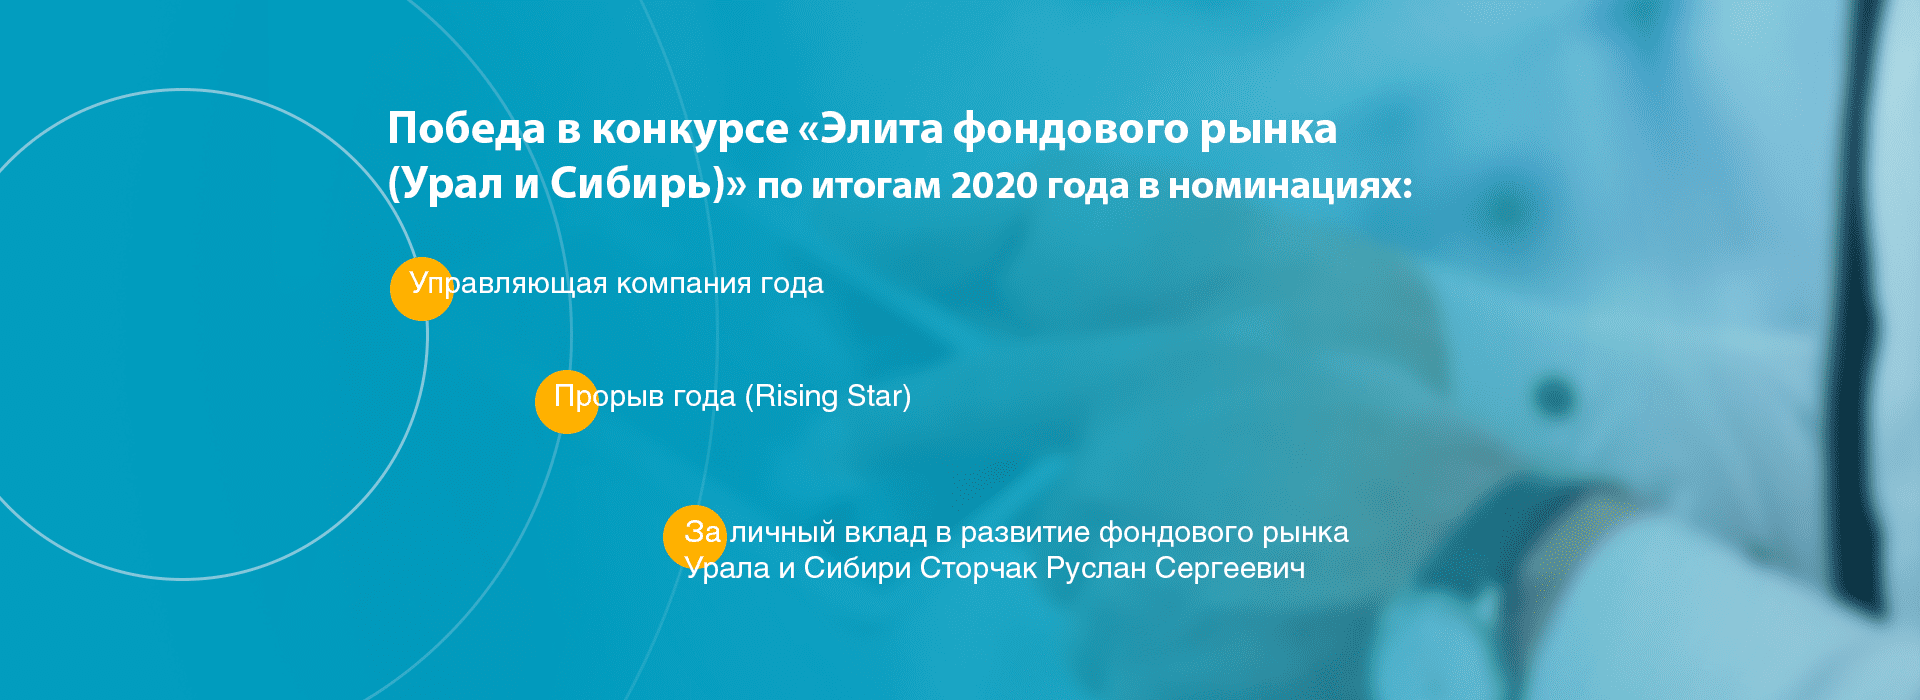 Победа в конкурсе «Элита фондового рынка
(Урал и Сибирь)» по итогам 2020 года в номинациях:
Управляющая компания года
Прорыв года (Rising Star)
За личный вклад в развитие фондового рынка
Урала и Сибири Сторчак Руслан Сергеевич